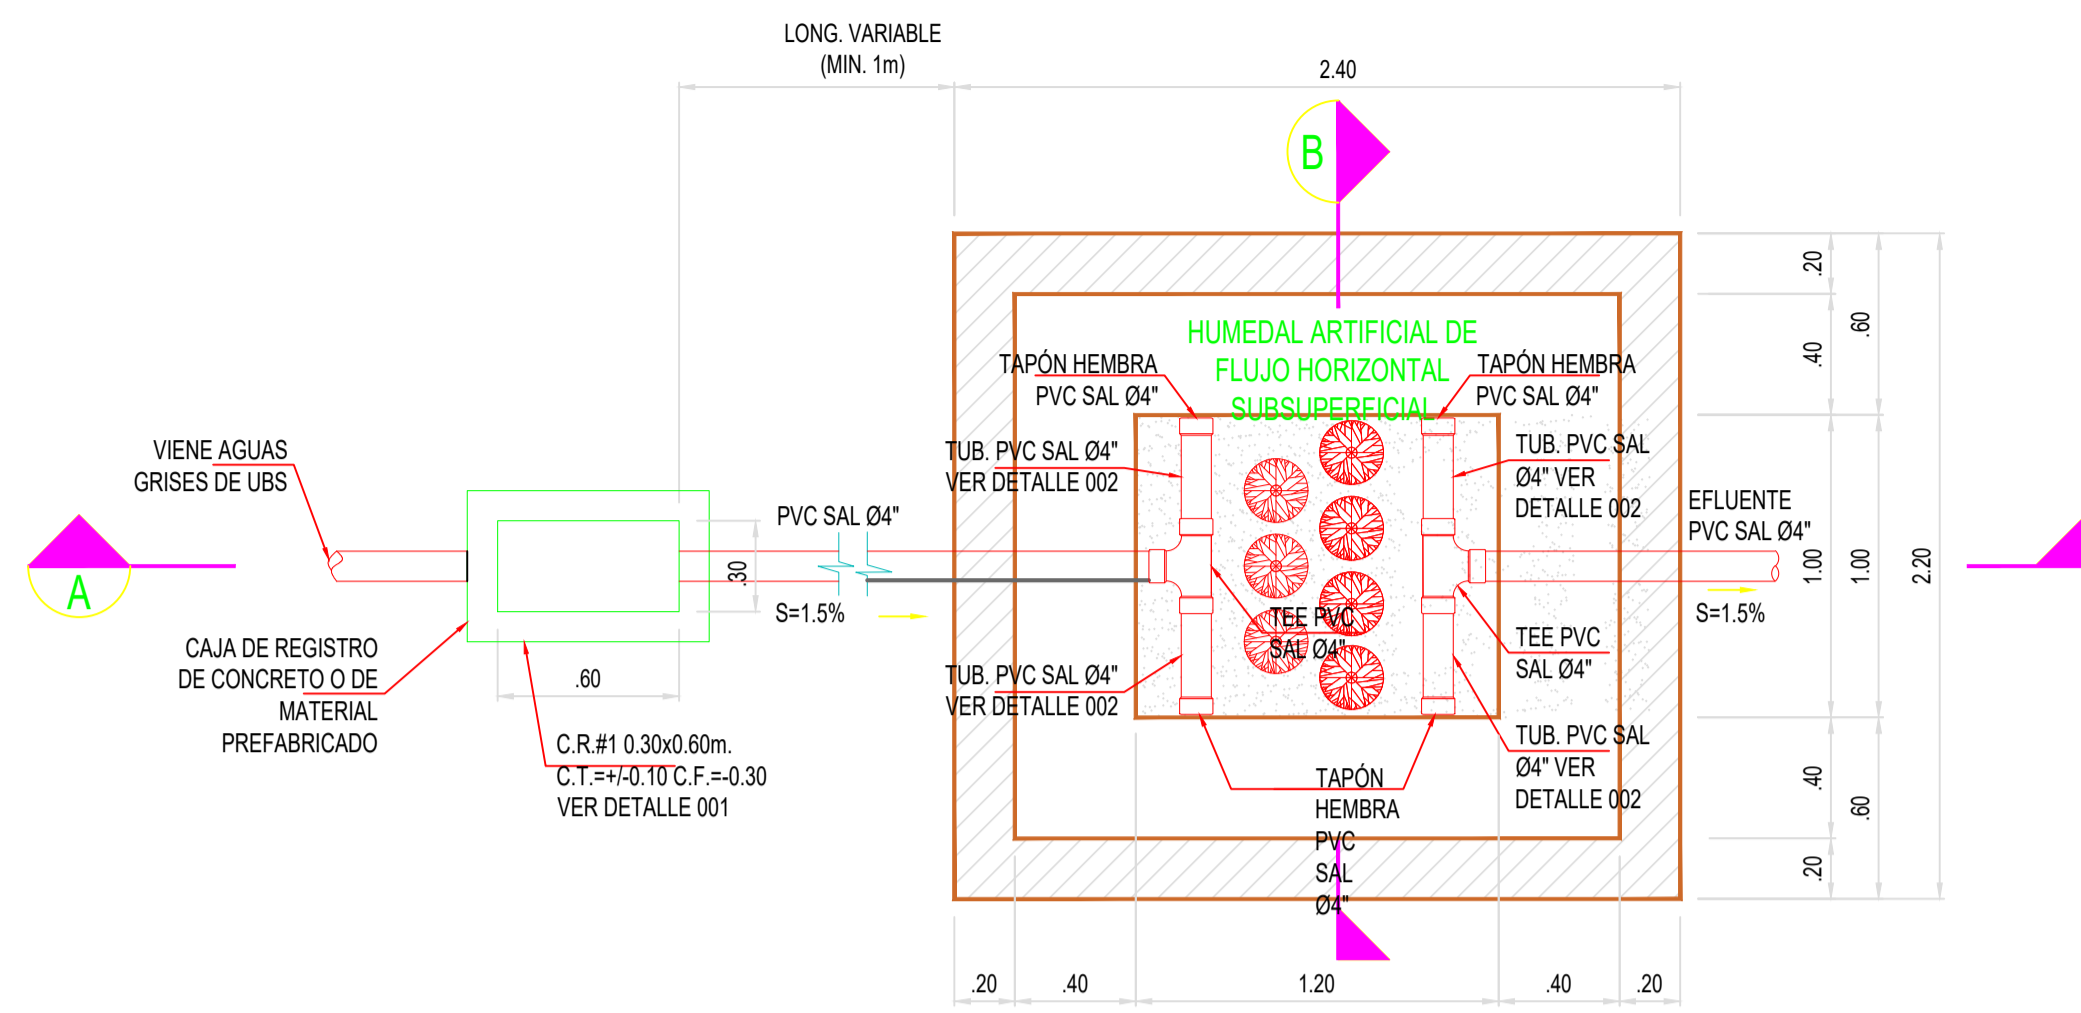 LONG. VARIABLE
(MIN. 1m)
2.40
B
HUMEDAL ARTIFICIAL DE
FLUJO HORIZONTAL
SUBSUPERFICIAL
TAPÓN HEMBRA
PVC SAL Ø4"
TAPÓN HEMBRA
PVC SAL Ø4"
TUB. PVC SAL Ø4"
VER DETALLE 002
TUB. PVC SAL
Ø4" VER
DETALLE 002
VIENE AGUAS
GRISES DE UBS
PVC SAL Ø4"
S=1.5%
.30
.60
A
EFLUENTE
PVC SAL Ø4"
S=1.5%
TEE PVC
SAL Ø4"
TEE PVC
SAL Ø4"
CAJA DE REGISTRO
DE CONCRETO O DE
MATERIAL
PREFABRICADO
C.R.#1 0.30x0.60m.
C.T.=+/-0.10 C.F.=-0.30
VER DETALLE 001
TUB. PVC SAL Ø4"
VER DETALLE 002
TUB. PVC SAL
Ø4" VER
DETALLE 002
TAPÓN
HEMBRA
PVC
SAL
Ø4"
.20
.40
1.00
.40
.20
.60
1.00
.60
2.20
.20
.40
1.20
.40
.20